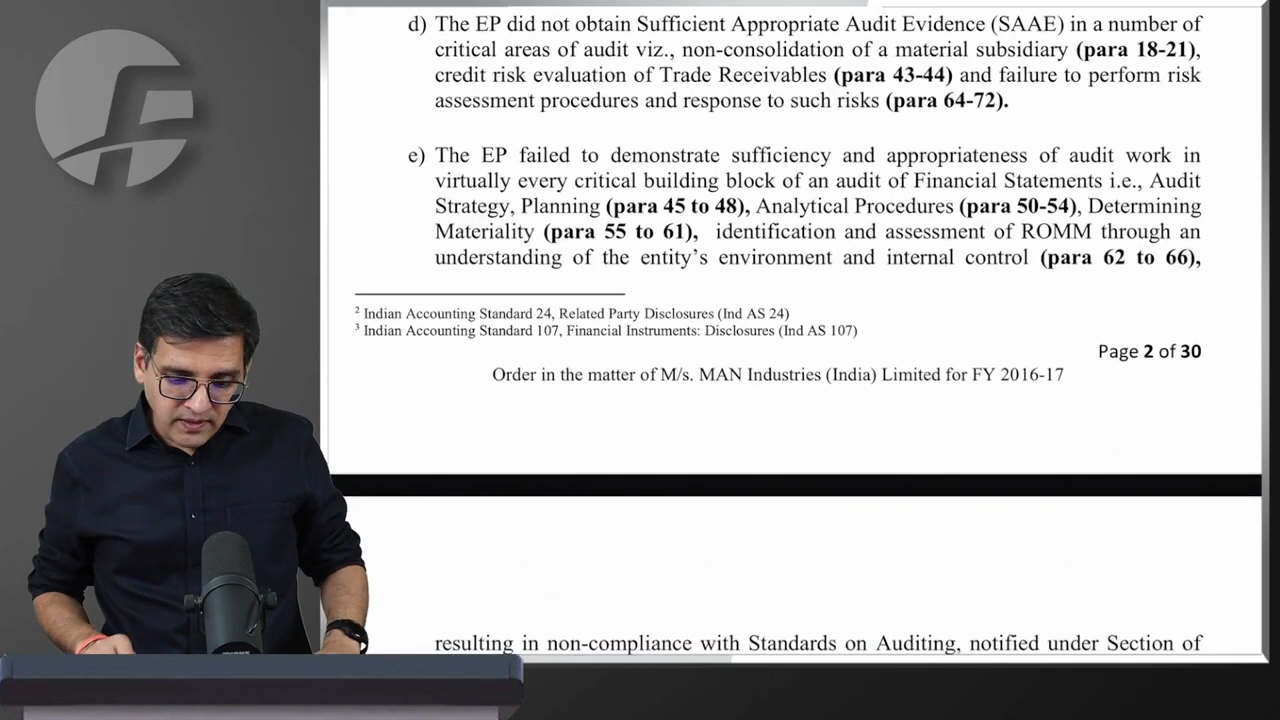 d) The EP did not obtain Sufficient Appropriate Audit Evidence (SAAE) in a number of
critical areas of audit viz., non-consolidation of a material subsidiary (para 18-21),
credit risk evaluation of Trade Receivables (para 43-44) and failure to perform risk
assessment procedures and response to such risks (para 64-72).
e) The EP failed to demonstrate sufficiency and appropriateness of audit work in
virtually every critical building block of an audit of Financial Statements i.e., Audit
Strategy, Planning (para 45 to 48), Analytical Procedures (para 50-54), Determining
Materiality (para 55 to 61), identification and assessment of ROMM through an
understanding of the entity’s environment and internal control (para 62 to 66),
2 Indian Accounting Standard 24, Related Party Disclosures (Ind AS 24)
3 Indian Accounting Standard 107, Financial Instruments: Disclosures (Ind AS 107)
Page 2 of 30
Order in the matter of M/s. MAN Industries (India) Limited for FY 2016-17
resulting in non-compliance with Standards on Auditing, notified under Section of